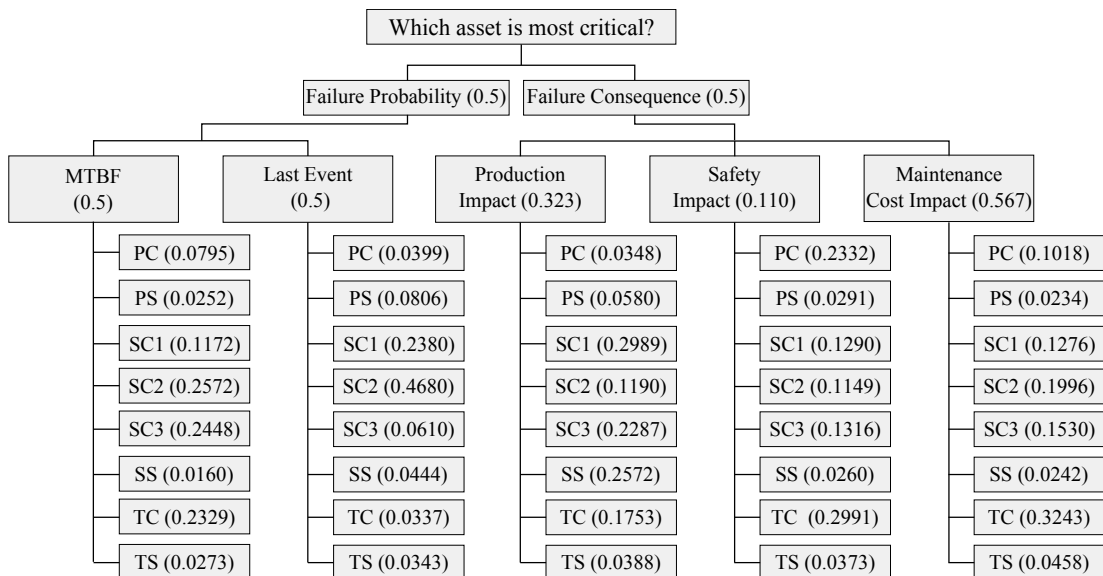 Which asset is most critical?
Failure Probability (0.5)
Failure Consequence (0.5)
MTBF
(0.5)
Last Event
(0.5)
Production
Impact (0.323)
Safety
Impact (0.110)
Maintenance
Cost Impact (0.567)
PC (0.0795)
PC (0.0399)
PC (0.0348)
PC (0.2332)
PC (0.1018)
PS (0.0252)
PS (0.0806)
PS (0.0580)
PS (0.0291)
PS (0.0234)
SC1 (0.1172)
SC1 (0.2380)
SC1 (0.2989)
SC1 (0.1290)
SC1 (0.1276)
SC2 (0.2572)
SC2 (0.4680)
SC2 (0.1190)
SC2 (0.1149)
SC2 (0.1996)
SC3 (0.2448)
SC3 (0.0610)
SC3 (0.2287)
SC3 (0.1316)
SC3 (0.1530)
SS (0.0160)
SS (0.0444)
SS (0.2572)
SS (0.0260)
SS (0.0242)
TC (0.2329)
TC (0.0337)
TC (0.1753)
TC (0.2991)
TC (0.3243)
TS (0.0273)
TS (0.0343)
TS (0.0388)
TS (0.0373)
TS (0.0458)